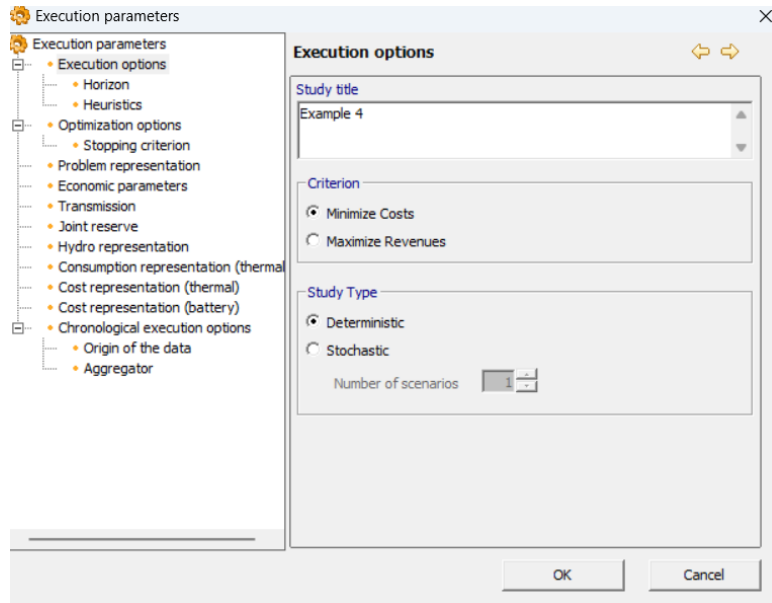 Execution parameters
Execution parameters
Execution options
Horizon
Heuristics
Optimization options
Stopping criterion
Problem representation
Economic parameters
Transmission
Joint reserve
Hydro representation
Consumption representation (thermal
Cost representation (thermal)
Cost representation (battery)
Chronological execution options
Origin of the data
Aggregator
Execution options
Study title
Example 4
Criterion
Minimize Costs
Maximize Revenues
Study Type
Deterministic
Stochastic
Number of scenarios 1
OK Cancel